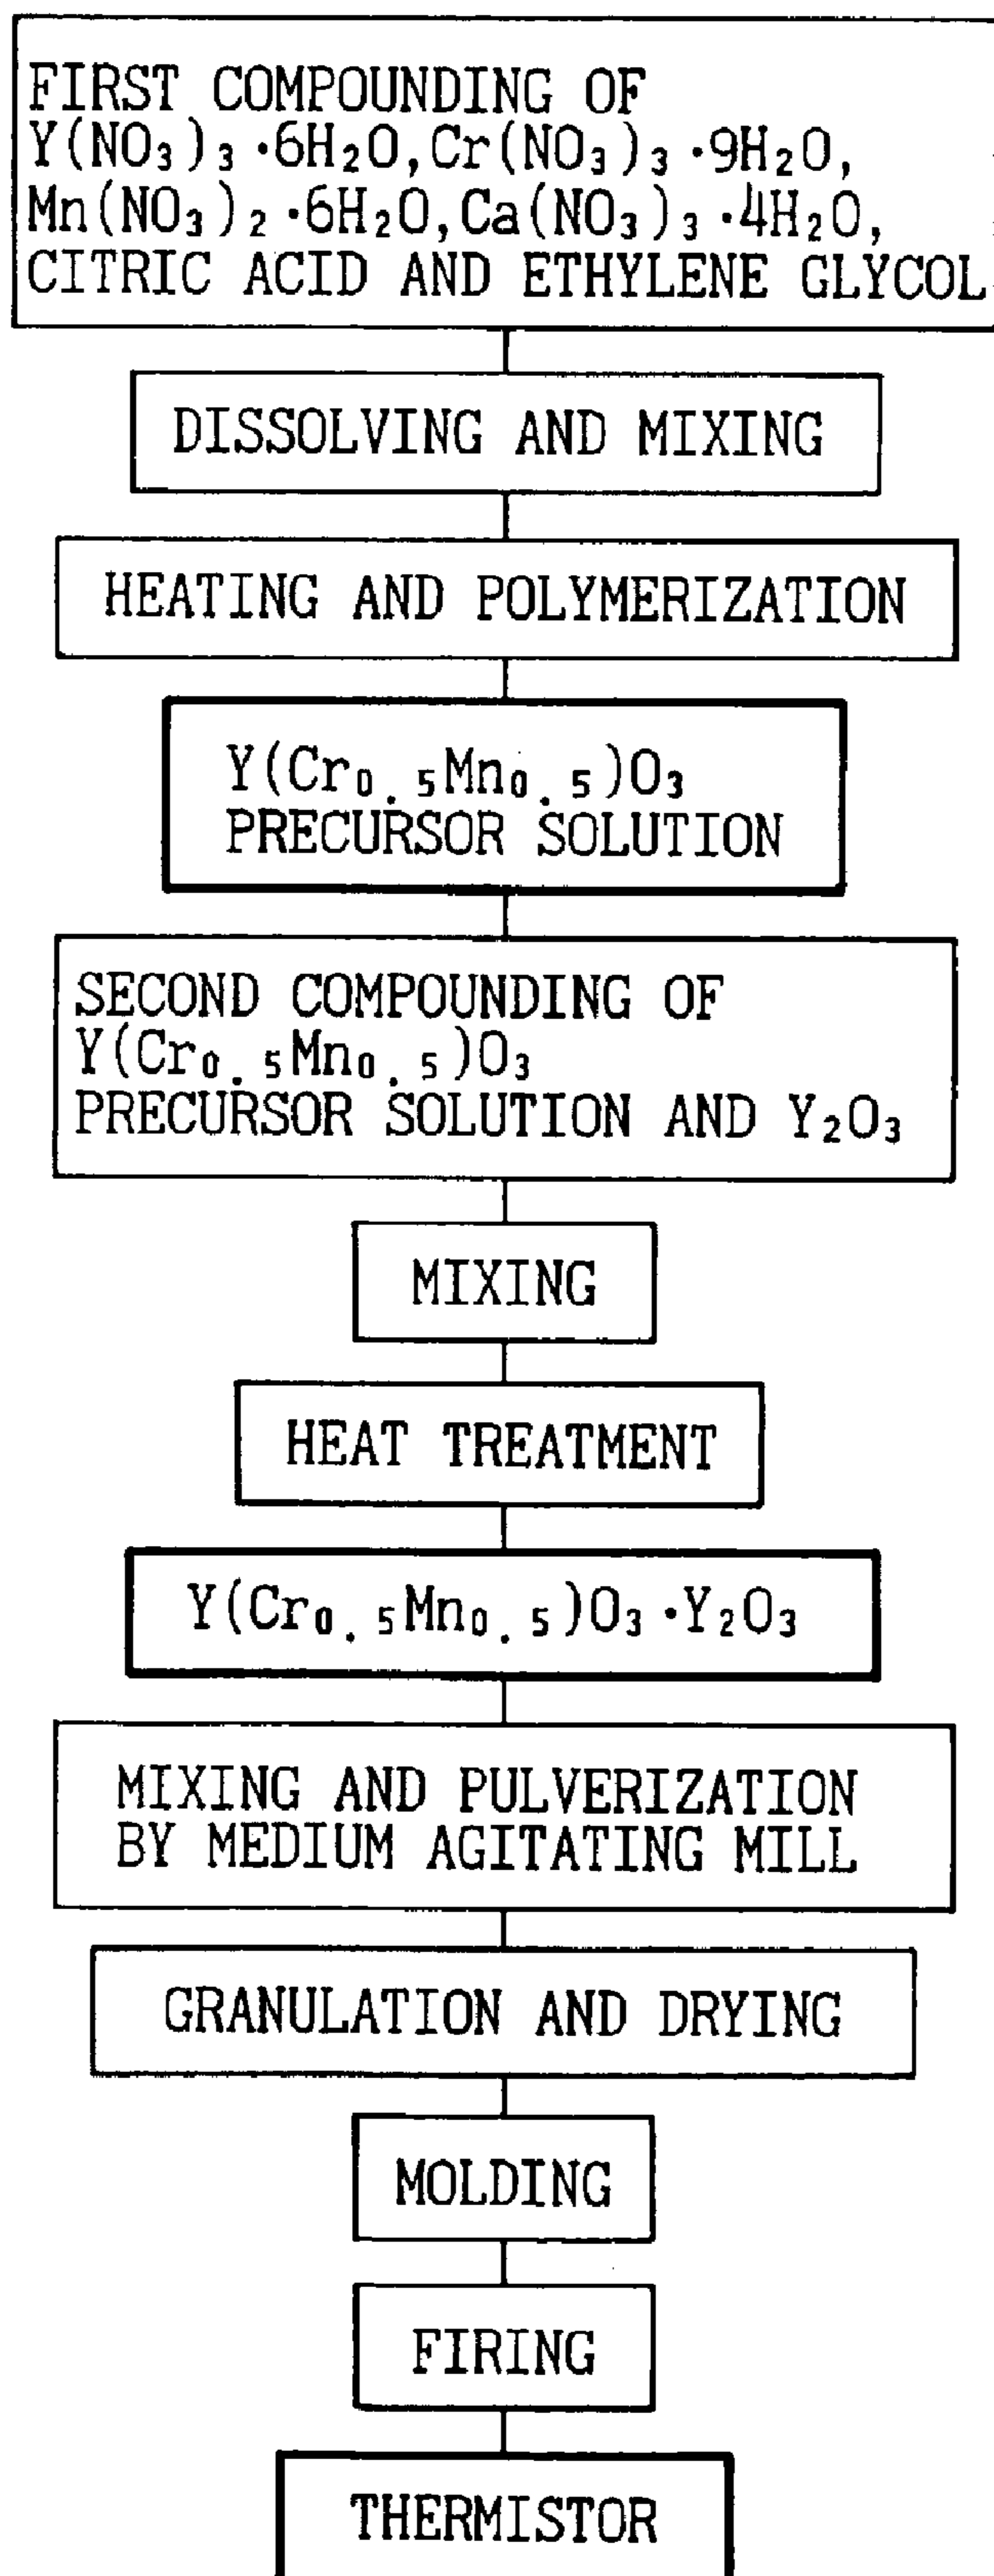 FIRST COMPOUNDING OF
Y(NO₃)₃·6H₂O,Cr(NO₃)₃·9H₂O,
Mn(NO₃)₂·6H₂O,Ca(NO₃)₃·4H₂O,
CITRIC ACID AND ETHYLENE GLYCOL
DISSOLVING AND MIXING
HEATING AND POLYMERIZATION
Y(Cr₀.₅Mn₀.₅)O₃
PRECURSOR SOLUTION
SECOND COMPOUNDING OF
Y(Cr₀.₅Mn₀.₅)O₃
PRECURSOR SOLUTION AND Y₂O₃
MIXING
HEAT TREATMENT
Y(Cr₀.₅Mn₀.₅)O₃·Y₂O₃
MIXING AND PULVERIZATION
BY MEDIUM AGITATING MILL
GRANULATION AND DRYING
MOLDING
FIRING
THERMISTOR